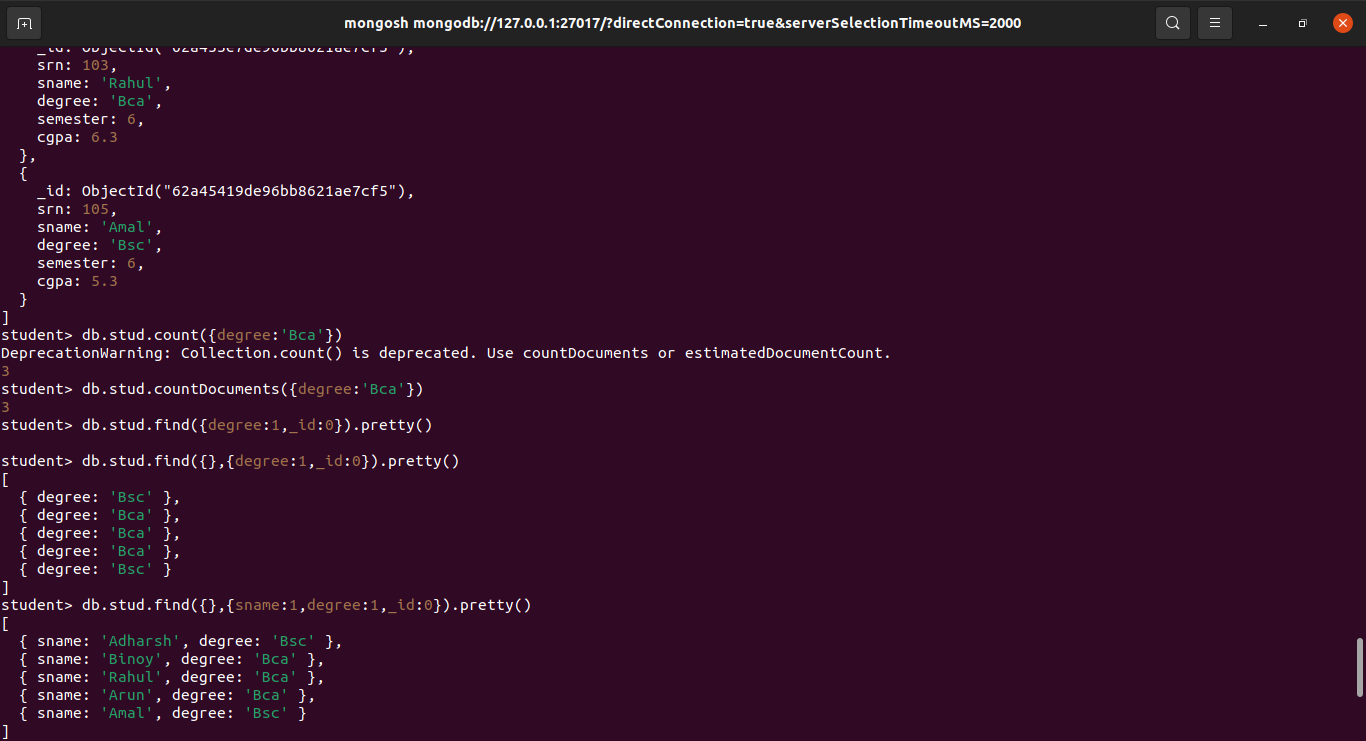 mongosh mongodb://127.0.0.1:27017/?directConnection=true&serverSelectionTimeoutMS=2000
    _id: ObjectId("62a453e7de96bb8621ae7cf3"),
    srn: 103,
    sname: 'Rahul',
    degree: 'Bca',
    semester: 6,
    cgpa: 6.3
  },
  {
    _id: ObjectId("62a45419de96bb8621ae7cf5"),
    srn: 105,
    sname: 'Amal',
    degree: 'Bsc',
    semester: 6,
    cgpa: 5.3
  }
]
student> db.stud.count({degree:'Bca'})
DeprecationWarning: Collection.count() is deprecated. Use countDocuments or estimatedDocumentCount.
3
student> db.stud.countDocuments({degree:'Bca'})
3
student> db.stud.find({degree:1,_id:0}).pretty()

student> db.stud.find({},{degree:1,_id:0}).pretty()
[
  { degree: 'Bsc' },
  { degree: 'Bca' },
  { degree: 'Bca' },
  { degree: 'Bca' },
  { degree: 'Bsc' }
]
student> db.stud.find({},{sname:1,degree:1,_id:0}).pretty()
[
  { sname: 'Adharsh', degree: 'Bsc' },
  { sname: 'Binoy', degree: 'Bca' },
  { sname: 'Rahul', degree: 'Bca' },
  { sname: 'Arun', degree: 'Bca' },
  { sname: 'Amal', degree: 'Bsc' }
]